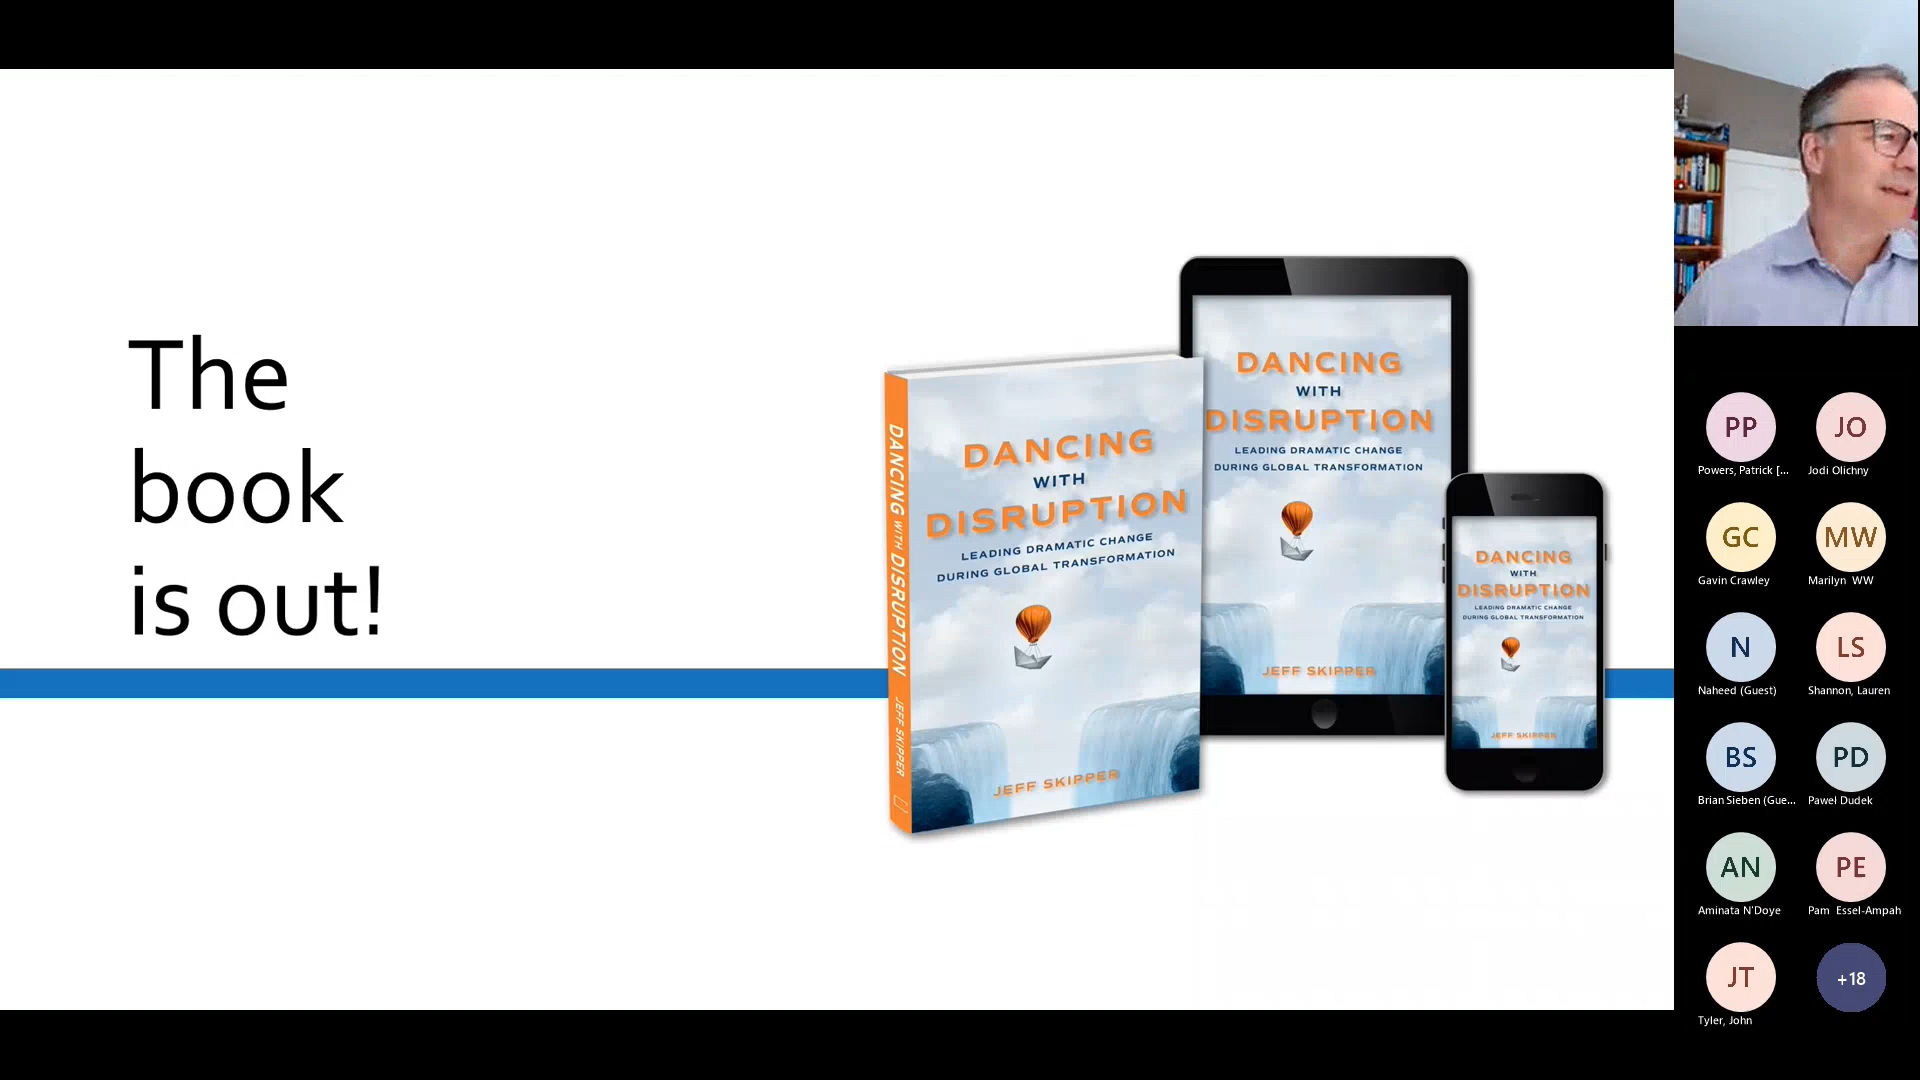 The
book
is out!
DANCING WITH DISRUPTION JEFF SKIPPER
DANCING
WITH
DISRUPTION
LEADING DRAMATIC CHANGE
DURING GLOBAL TRANSFORMATION
JEFF SKIPPER
DANCING
WITH
DISRUPTION
LEADING DRAMATIC CHANGE
DURING GLOBAL TRANSFORMATION
JEFF SKIPPER
DANCING
WITH
DISRUPTION
LEADING DRAMATIC CHANGE
DURING GLOBAL TRANSFORMATION
JEFF SKIPPER
PP JO
Powers, Patrick [... Jodi Olichny
GC MW
Gavin Crawley Marilyn WW
N LS
Naheed (Guest) Shannon, Lauren
BS PD
Brian Sieben (Gue... Pawel Dudek
AN PE
Aminata N'Doye Pam Essel-Ampah
JT +18
Tyler, John